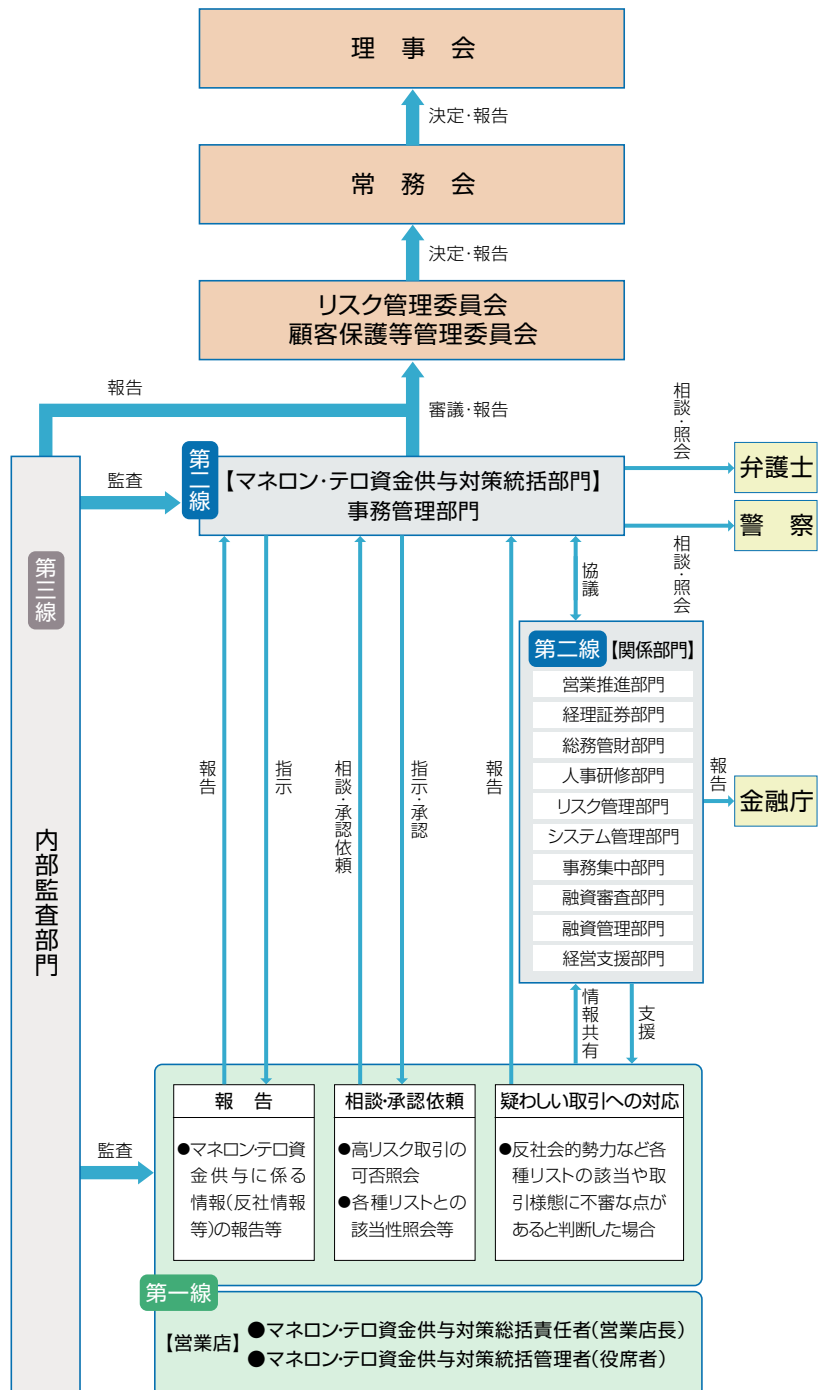 理事会
決定・報告
常務会
決定・報告
リスク管理委員会
顧客保護等管理委員会
報告
審議・報告
相談・照会
監査
第二線
【マネロン・テロ資金供与対策統括部門】
事務管理部門
弁護士
警察
相談・照会
第三線
内部監査部門
協議
第二線【関係部門】
営業推進部門
経理証券部門
総務管財部門
人事研修部門
リスク管理部門
システム管理部門
事務集中部門
融資審査部門
融資管理部門
経営支援部門
報告
金融庁
報告
指示
相談・承認依頼
指示・承認
報告
情報共有
支援
監査
報告
●マネロン・テロ資
金供与に係る
情報(反社情報
等)の報告等
相談・承認依頼
●高リスク取引の
可否照会
●各種リストとの
該当性照会等
疑わしい取引への対応
●反社会的勢力など各
種リストの該当や取
引様態に不審な点が
あると判断した場合
第一線
【営業店】
●マネロン・テロ資金供与対策総括責任者(営業店長)
●マネロン・テロ資金供与対策統括管理者(役席者)